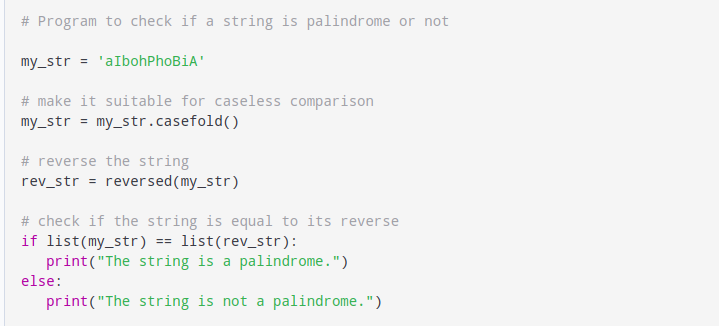 # Program to check if a string is palindrome or not
my_str = 'aIbohPhoBiA'
# make it suitable for caseless comparison
my_str = my_str.casefold()
# reverse the string
rev_str = reversed(my_str)
# check if the string is equal to its reverse
if list(my_str) == list(rev_str):
   print("The string is a palindrome.")
else:
   print("The string is not a palindrome.")